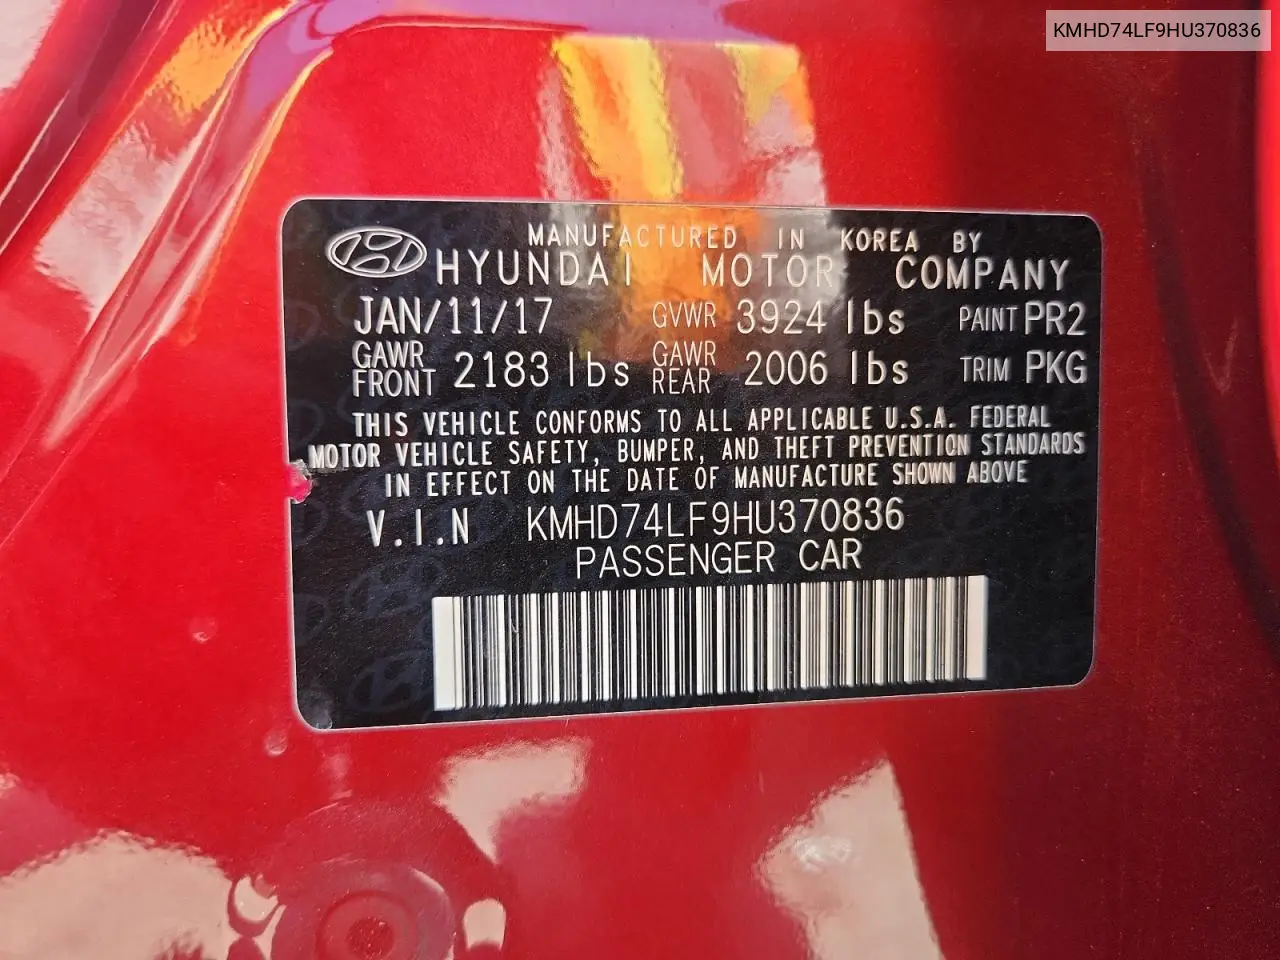 KMHD74LF9HU370836
MANUFACTURED IN KOREA BY
HYUNDAI MOTOR COMPANY
JAN/11/17 GVWR 3924 lbs PAINT PR2
GAWR FRONT 2183 lbs GAWR REAR 2006 lbs TRIM PKG
THIS VEHICLE CONFORMS TO ALL APPLICABLE U.S.A. FEDERAL
MOTOR VEHICLE SAFETY, BUMPER, AND THEFT PREVENTION STANDARDS
IN EFFECT ON THE DATE OF MANUFACTURE SHOWN ABOVE
V.I.N KMHD74LF9HU370836
PASSENGER CAR